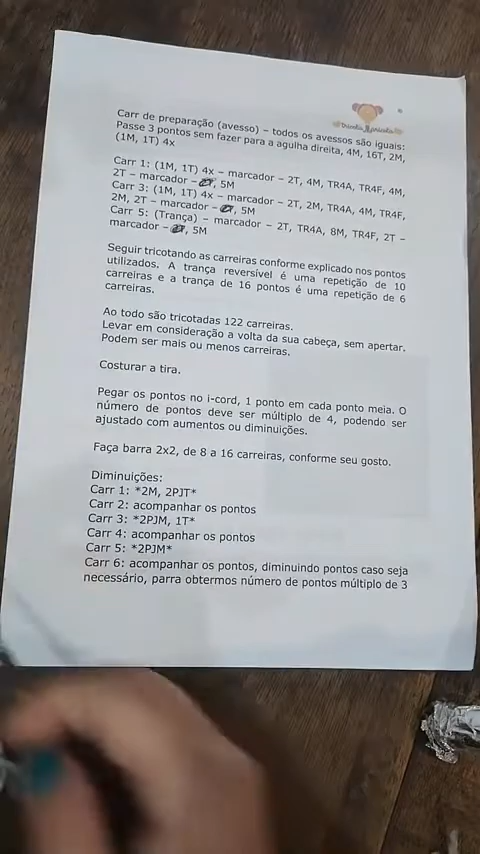 Carr de preparação (avesso) – todos os avessos são iguais:
Passe 3 pontos sem fazer para a agulha direita, 4M, 16T, 2M,
(1M, 1T) 4x
Carr 1: (1M, 1T) 4x – marcador – 2T, 4M, TR4A, TR4F, 4M,
2T – marcador – , 5M
Carr 3: (1M, 1T) 4x – marcador – 2T, 2M, TR4A, 4M, TR4F,
2M, 2T – marcador – , 5M
Carr 5: (Trança) – marcador – 2T, TR4A, 8M, TR4F, 2T –
marcador – , 5M
Seguir tricotando as carreiras conforme explicado nos pontos
utilizados. A trança reversível é uma repetição de 10
carreiras e a trança de 16 pontos é uma repetição de 6
carreiras.
Ao todo são tricotadas 122 carreiras.
Levar em consideração a volta da sua cabeça, sem apertar.
Podem ser mais ou menos carreiras.
Costurar a tira.
Pegar os pontos no i-cord, 1 ponto em cada ponto meia. O
número de pontos deve ser múltiplo de 4, podendo ser
ajustado com aumentos ou diminuições.
Faça barra 2x2, de 8 a 16 carreiras, conforme seu gosto.
Diminuições:
Carr 1: *2M, 2PJT*
Carr 2: acompanhar os pontos
Carr 3: *2PJM, 1T*
Carr 4: acompanhar os pontos
Carr 5: *2PJM*
Carr 6: acompanhar os pontos, diminuindo pontos caso seja
necessário, parra obtermos número de pontos múltiplo de 3